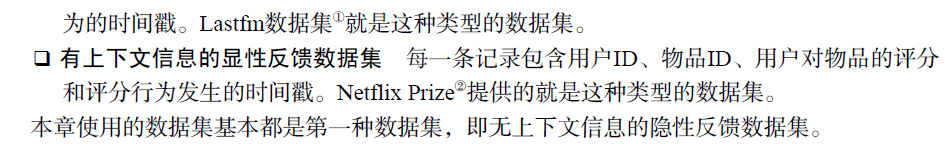 为的时间戳。Lastfm数据集①就是这种类型的数据集。
❑ 有上下文信息的显性反馈数据集 每一条记录包含用户ID、物品ID、用户对物品的评分
和评分行为发生的时间戳。Netflix Prize②提供的就是这种类型的数据集。
本章使用的数据集基本都是第一种数据集，即无上下文信息的隐性反馈数据集。